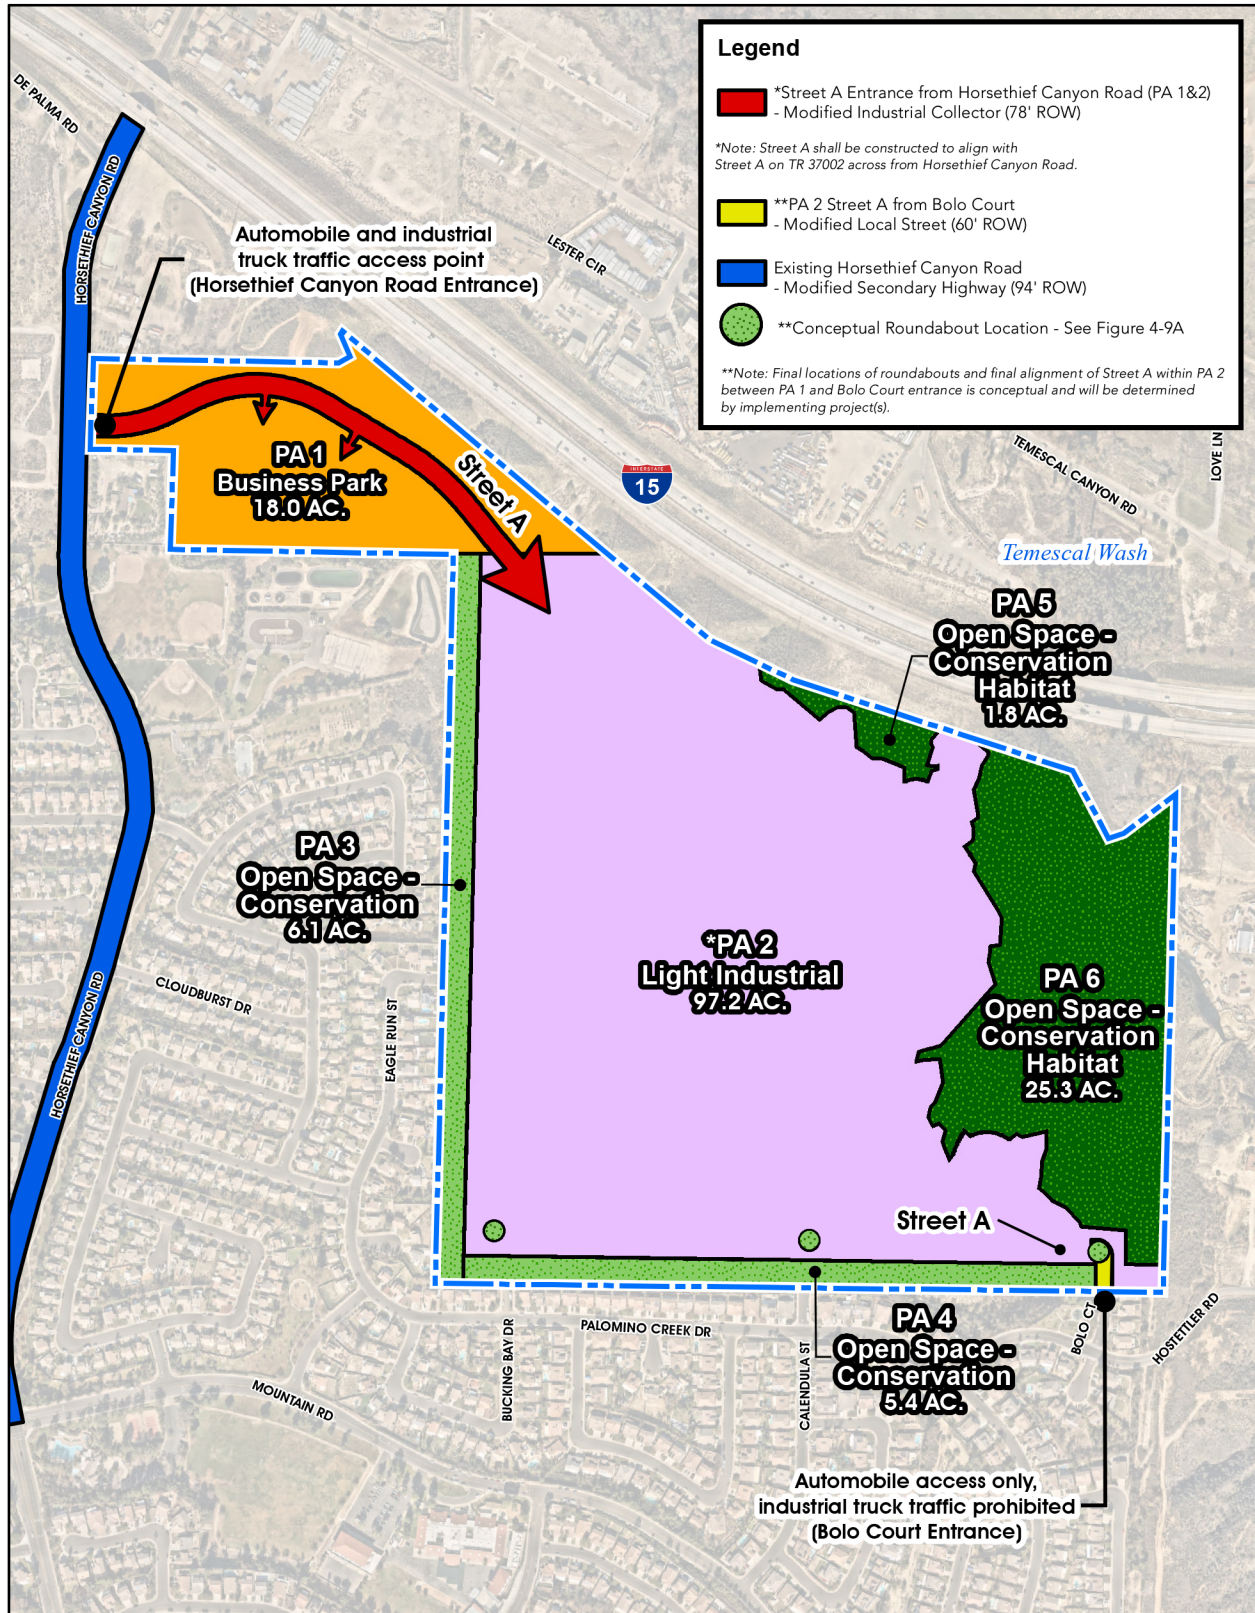 Legend
*Street A Entrance from Horsethief Canyon Road (PA 1&2)
- Modified Industrial Collector (78' ROW)
*Note: Street A shall be constructed to align with
Street A on TR 37002 across from Horsethief Canyon Road.
**PA 2 Street A from Bolo Court
- Modified Local Street (60' ROW)
Existing Horsethief Canyon Road
- Modified Secondary Highway (94' ROW)
**Conceptual Roundabout Location - See Figure 4-9A
**Note: Final locations of roundabouts and final alignment of Street A within PA 2
between PA 1 and Bolo Court entrance is conceptual and will be determined
by implementing project(s).
DE PALMA RD
HORSETHIEF CANYON RD
Automobile and industrial
truck traffic access point
(Horsethief Canyon Road Entrance)
LESTER CIR
PA 1
Business Park
18.0 AC.
Street A
INTERSTATE
15
TEMESCAL CANYON RD
LOVE LN
Temescal Wash
PA 5
Open Space -
Conservation
Habitat
1.8 AC.
PA 3
Open Space -
Conservation
6.1 AC.
*PA 2
Light Industrial
97.2 AC.
PA 6
Open Space -
Conservation
Habitat
25.3 AC.
CLOUDBURST DR
EAGLE RUN ST
HORSETHIEF CANYON RD
Street A
PALOMINO CREEK DR
BUCKING BAY DR
CALENDULA ST
BOLO CT
HOSTETTLER RD
PA 4
Open Space -
Conservation
5.4 AC.
MOUNTAIN RD
Automobile access only,
industrial truck traffic prohibited
(Bolo Court Entrance)